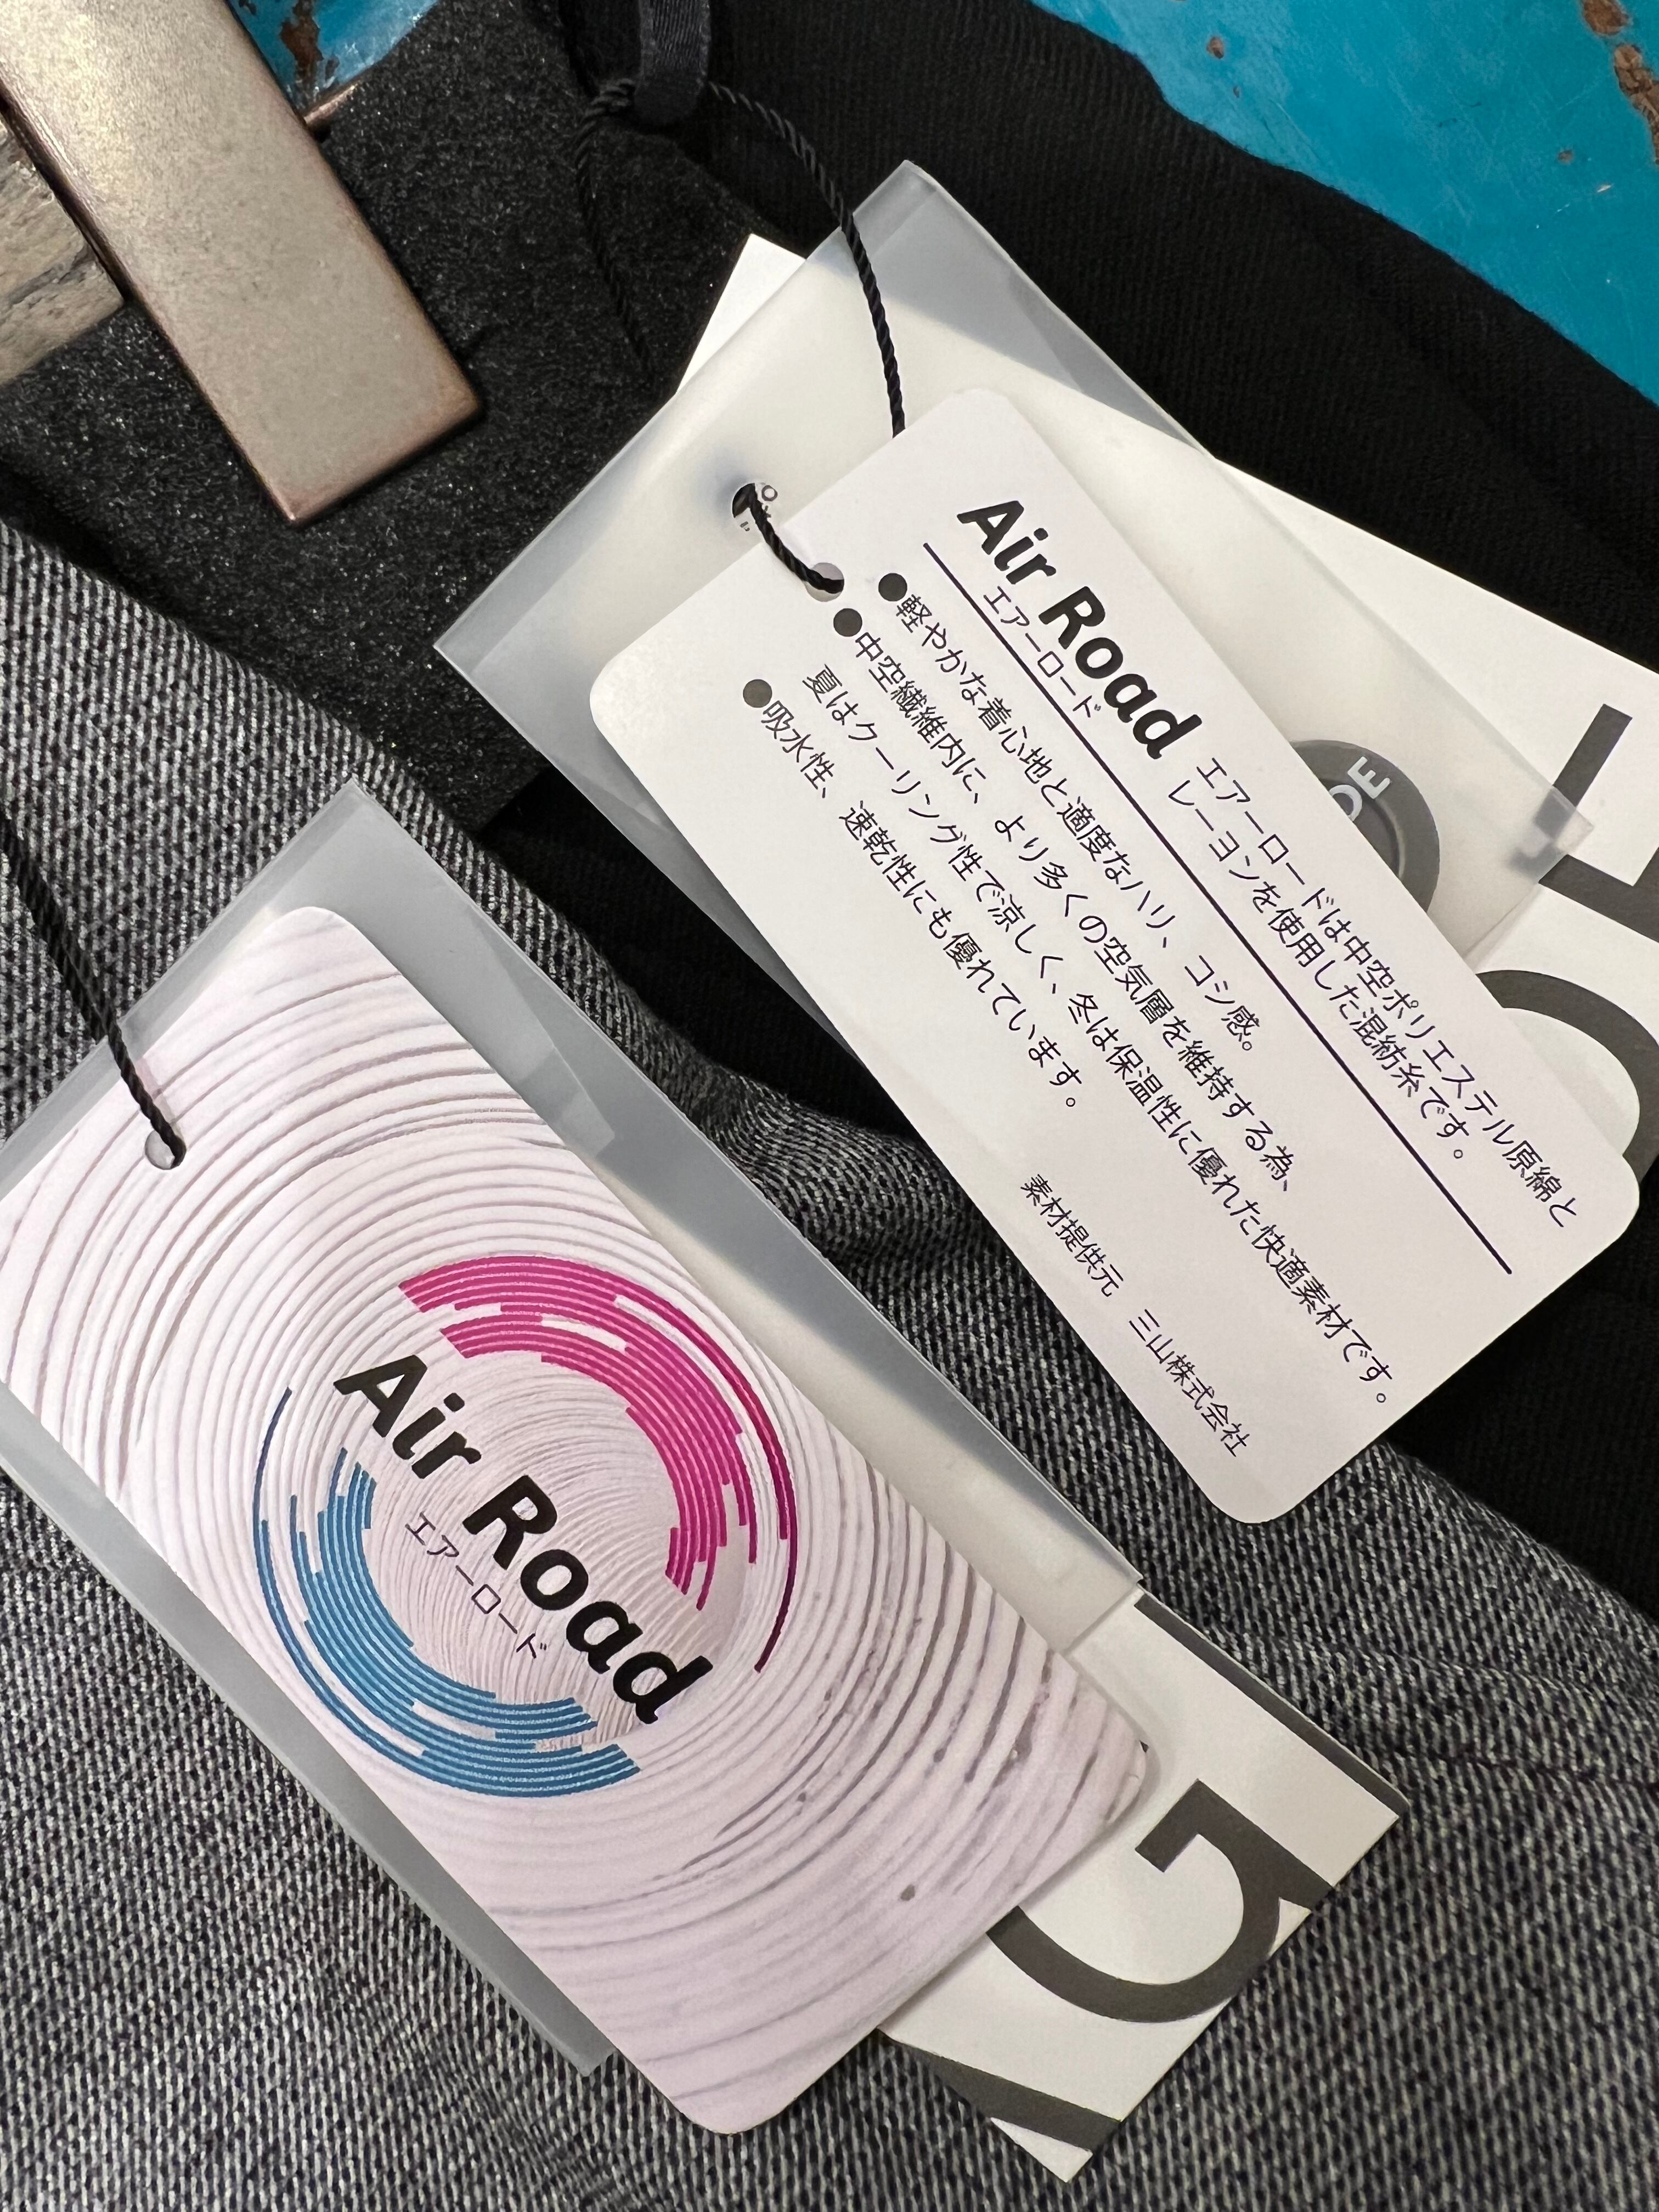 Air Road
エアーロード
エアーロードは中空ポリエステル原綿と
レーヨンを使用した混紡糸です。
●軽やかな着心地と適度なハリ、コシ感。
●中空繊維内に、より多くの空気層を維持する為、
夏はクーリング性で涼しく、冬は保温性に優れた快適素材です。
●吸水性、速乾性にも優れています。
素材提供元 三山株式会社
Air Road
エアーロード